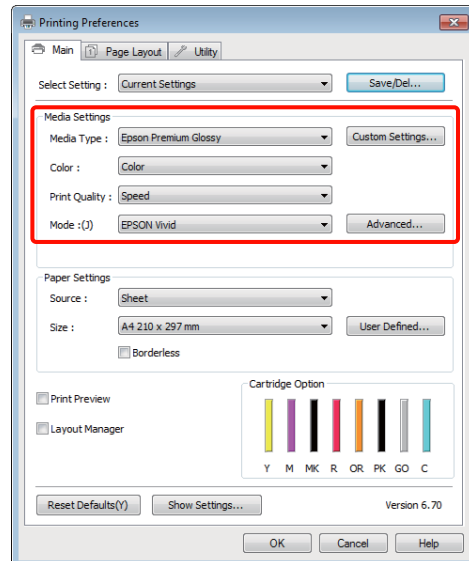 Printing Preferences
Main Page Layout Utility
Select Setting : Current Settings Save/Del...
Media Settings
Media Type : Epson Premium Glossy Custom Settings...
Color : Color
Print Quality : Speed
Mode :(J) EPSON Vivid Advanced...
Paper Settings
Source : Sheet
Size : A4 210 x 297 mm User Defined...
Borderless
Print Preview
Layout Manager
Cartridge Option
Y M MK R OR PK GO C
Reset Defaults(Y) Show Settings... Version 6.70
OK Cancel Help